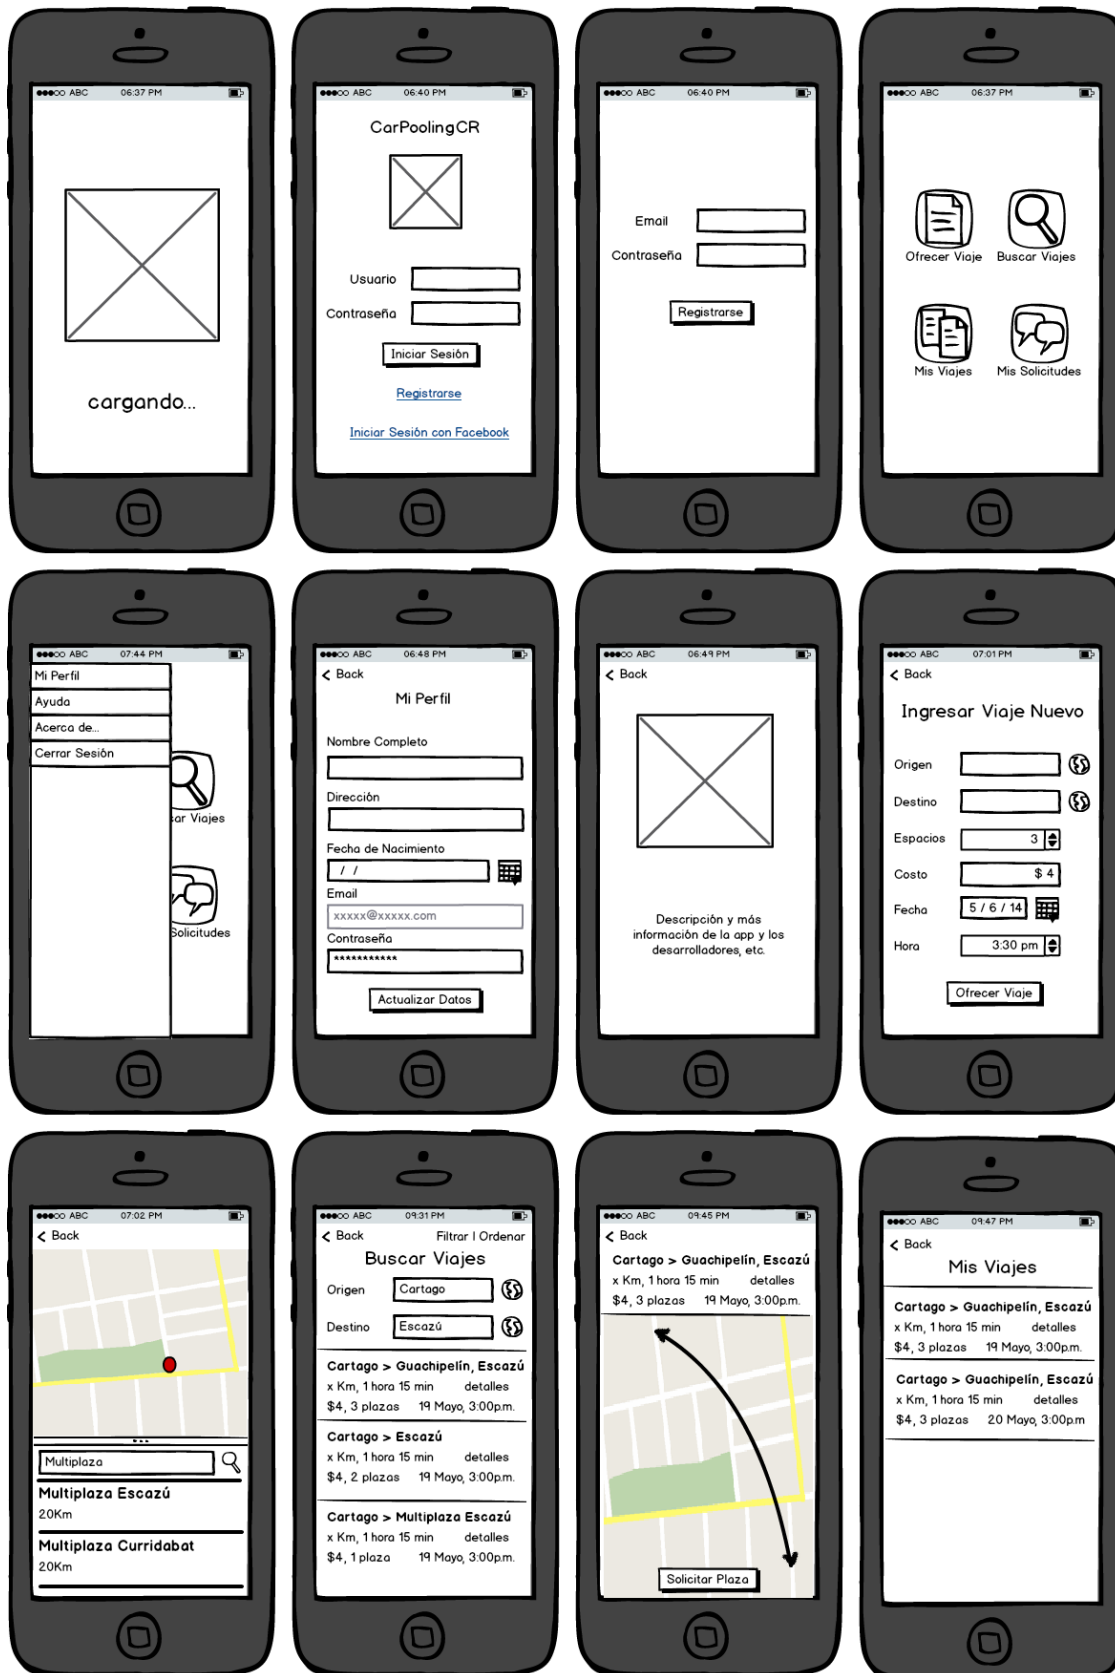 ABC 06:37 PM
cargando...
ABC 06:40 PM
CarPoolingCR
Usuario
Contraseña
Iniciar Sesión
Registrarse
Iniciar Sesión con Facebook
ABC 06:40 PM
Email
Contraseña
Registrarse
ABC 06:37 PM
Ofrecer Viaje Buscar Viajes
Mis Viajes Mis Solicitudes
ABC 07:44 PM
Mi Perfil
Ayuda
Acerca de...
Cerrar Sesión
ar Viajes
Solicitudes
ABC 06:48 PM
< Back
Mi Perfil
Nombre Completo
Dirección
Fecha de Nacimiento
/ /
Email
xxxxx@xxxxx.com
Contraseña
***********
Actualizar Datos
ABC 06:49 PM
< Back
Descripción y más
información de la app y los
desarrolladores, etc.
ABC 07:01 PM
< Back
Ingresar Viaje Nuevo
Origen
Destino
Espacios 3
Costo $ 4
Fecha 5 / 6 / 14
Hora 3:30 pm
Ofrecer Viaje
ABC 07:02 PM
< Back
Multiplaza
Multiplaza Escazú
20Km
Multiplaza Curridabat
20Km
ABC 09:31 PM
< Back Filtrar | Ordenar
Buscar Viajes
Origen Cartago
Destino Escazú
Cartago > Guachipelín, Escazú
x Km, 1 hora 15 min detalles
$4, 3 plazas 19 Mayo, 3:00p.m.
Cartago > Escazú
x Km, 1 hora 15 min detalles
$4, 2 plazas 19 Mayo, 3:00p.m.
Cartago > Multiplaza Escazú
x Km, 1 hora 15 min detalles
$4, 1 plaza 19 Mayo, 3:00p.m.
ABC 09:45 PM
< Back
Cartago > Guachipelín, Escazú
x Km, 1 hora 15 min detalles
$4, 3 plazas 19 Mayo, 3:00p.m.
Solicitar Plaza
ABC 09:47 PM
< Back
Mis Viajes
Cartago > Guachipelín, Escazú
x Km, 1 hora 15 min detalles
$4, 3 plazas 19 Mayo, 3:00p.m.
Cartago > Guachipelín, Escazú
x Km, 1 hora 15 min detalles
$4, 3 plazas 20 Mayo, 3:00p.m